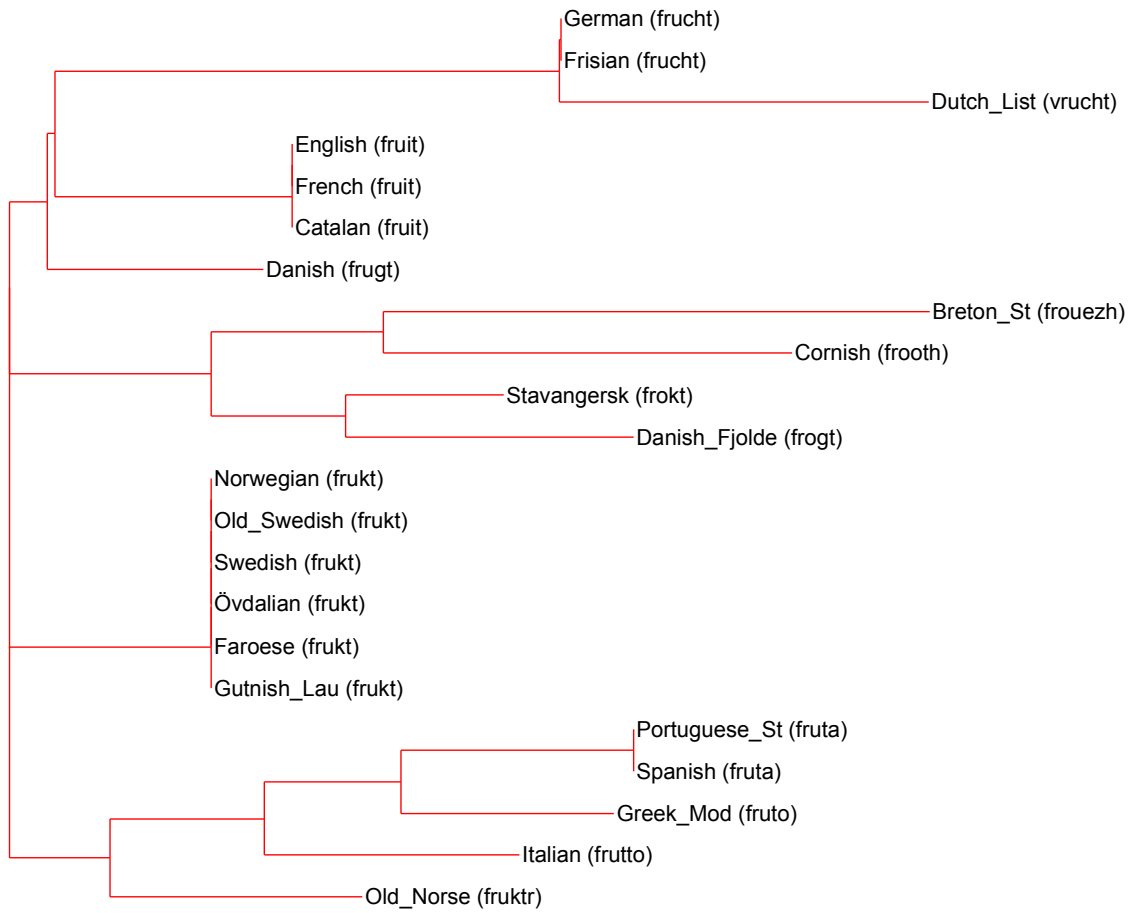 German (frucht)
Frisian (frucht)
Dutch_List (vrucht)
English (fruit)
French (fruit)
Catalan (fruit)
Danish (frugt)
Breton_St (frouezh)
Cornish (frooth)
Stavangersk (frokt)
Danish_Fjolde (frogt)
Norwegian (frukt)
Old_Swedish (frukt)
Swedish (frukt)
Övdalian (frukt)
Faroese (frukt)
Gutnish_Lau (frukt)
Portuguese_St (fruta)
Spanish (fruta)
Greek_Mod (fruto)
Italian (frutto)
Old_Norse (fruktr)